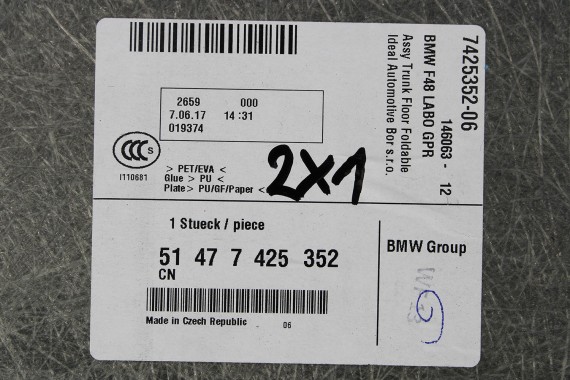 2659 000
7.06.17 14:31
019374
CCC S
I110681
> PET/EVA <
Glue > PU <
Plate> PU/GF/Paper <
2X1
7425352-06
146063 - 12
BMW F48 LABO GPR
Assy Trunk Floor Foldable
Ideal Automotive Bor s.r.o.
1 Stueck / piece
51 47 7 425 352
CN
Made in Czech Republic 06
BMW Group